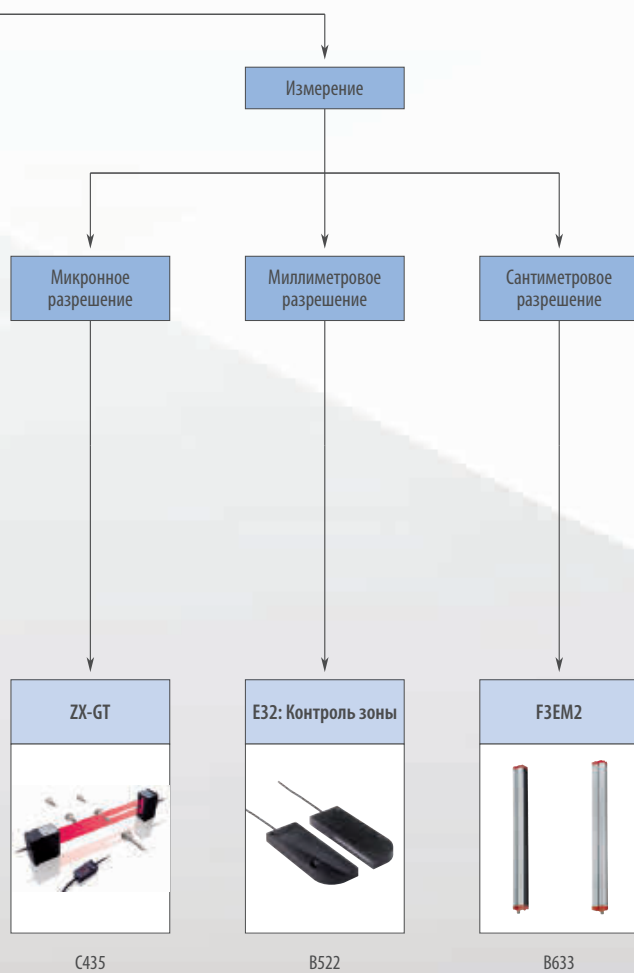 Измерение
Микронное
разрешение
Миллиметровое
разрешение
Сантиметровое
разрешение
ZX-GT
E32: Контроль зоны
F3EM2
C435
B522
B633